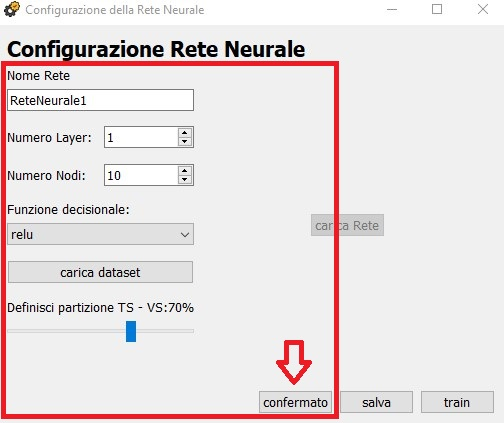 Configurazione della Rete Neurale
Configurazione Rete Neurale
Nome Rete
ReteNeurale1
Numero Layer: 1
Numero Nodi: 10
Funzione decisionale:
relu
carica Rete
carica dataset
Definisci partizione TS - VS:70%
confermato salva train